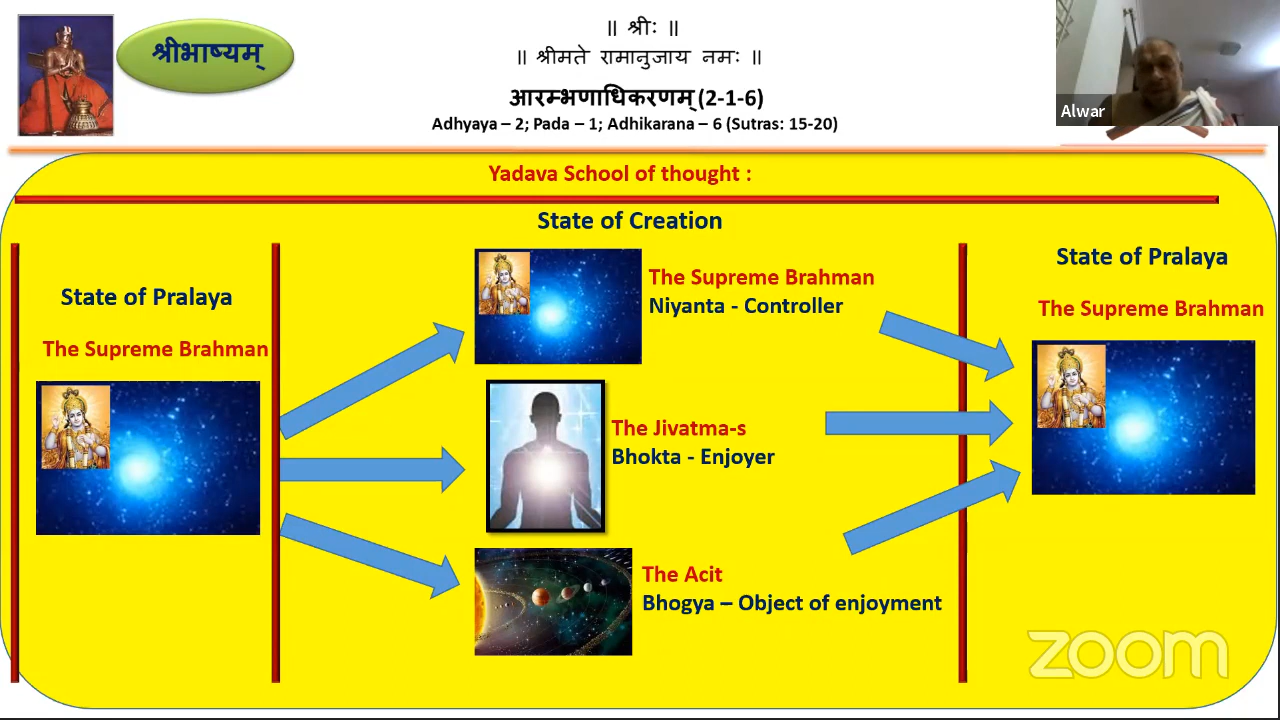 श्रीभाष्यम्
॥ श्रीः ॥
॥ श्रीमते रामानुजाय नमः ॥
आरम्भणाधिकरणम् (2-1-6)
Adhyaya – 2; Pada – 1; Adhikarana – 6 (Sutras: 15-20)
Alwar
Yadava School of thought :
State of Creation
State of Pralaya
The Supreme Brahman
The Supreme Brahman
Niyanta - Controller
The Jivatma-s
Bhokta - Enjoyer
The Acit
Bhogya – Object of enjoyment
State of Pralaya
The Supreme Brahman
zoom